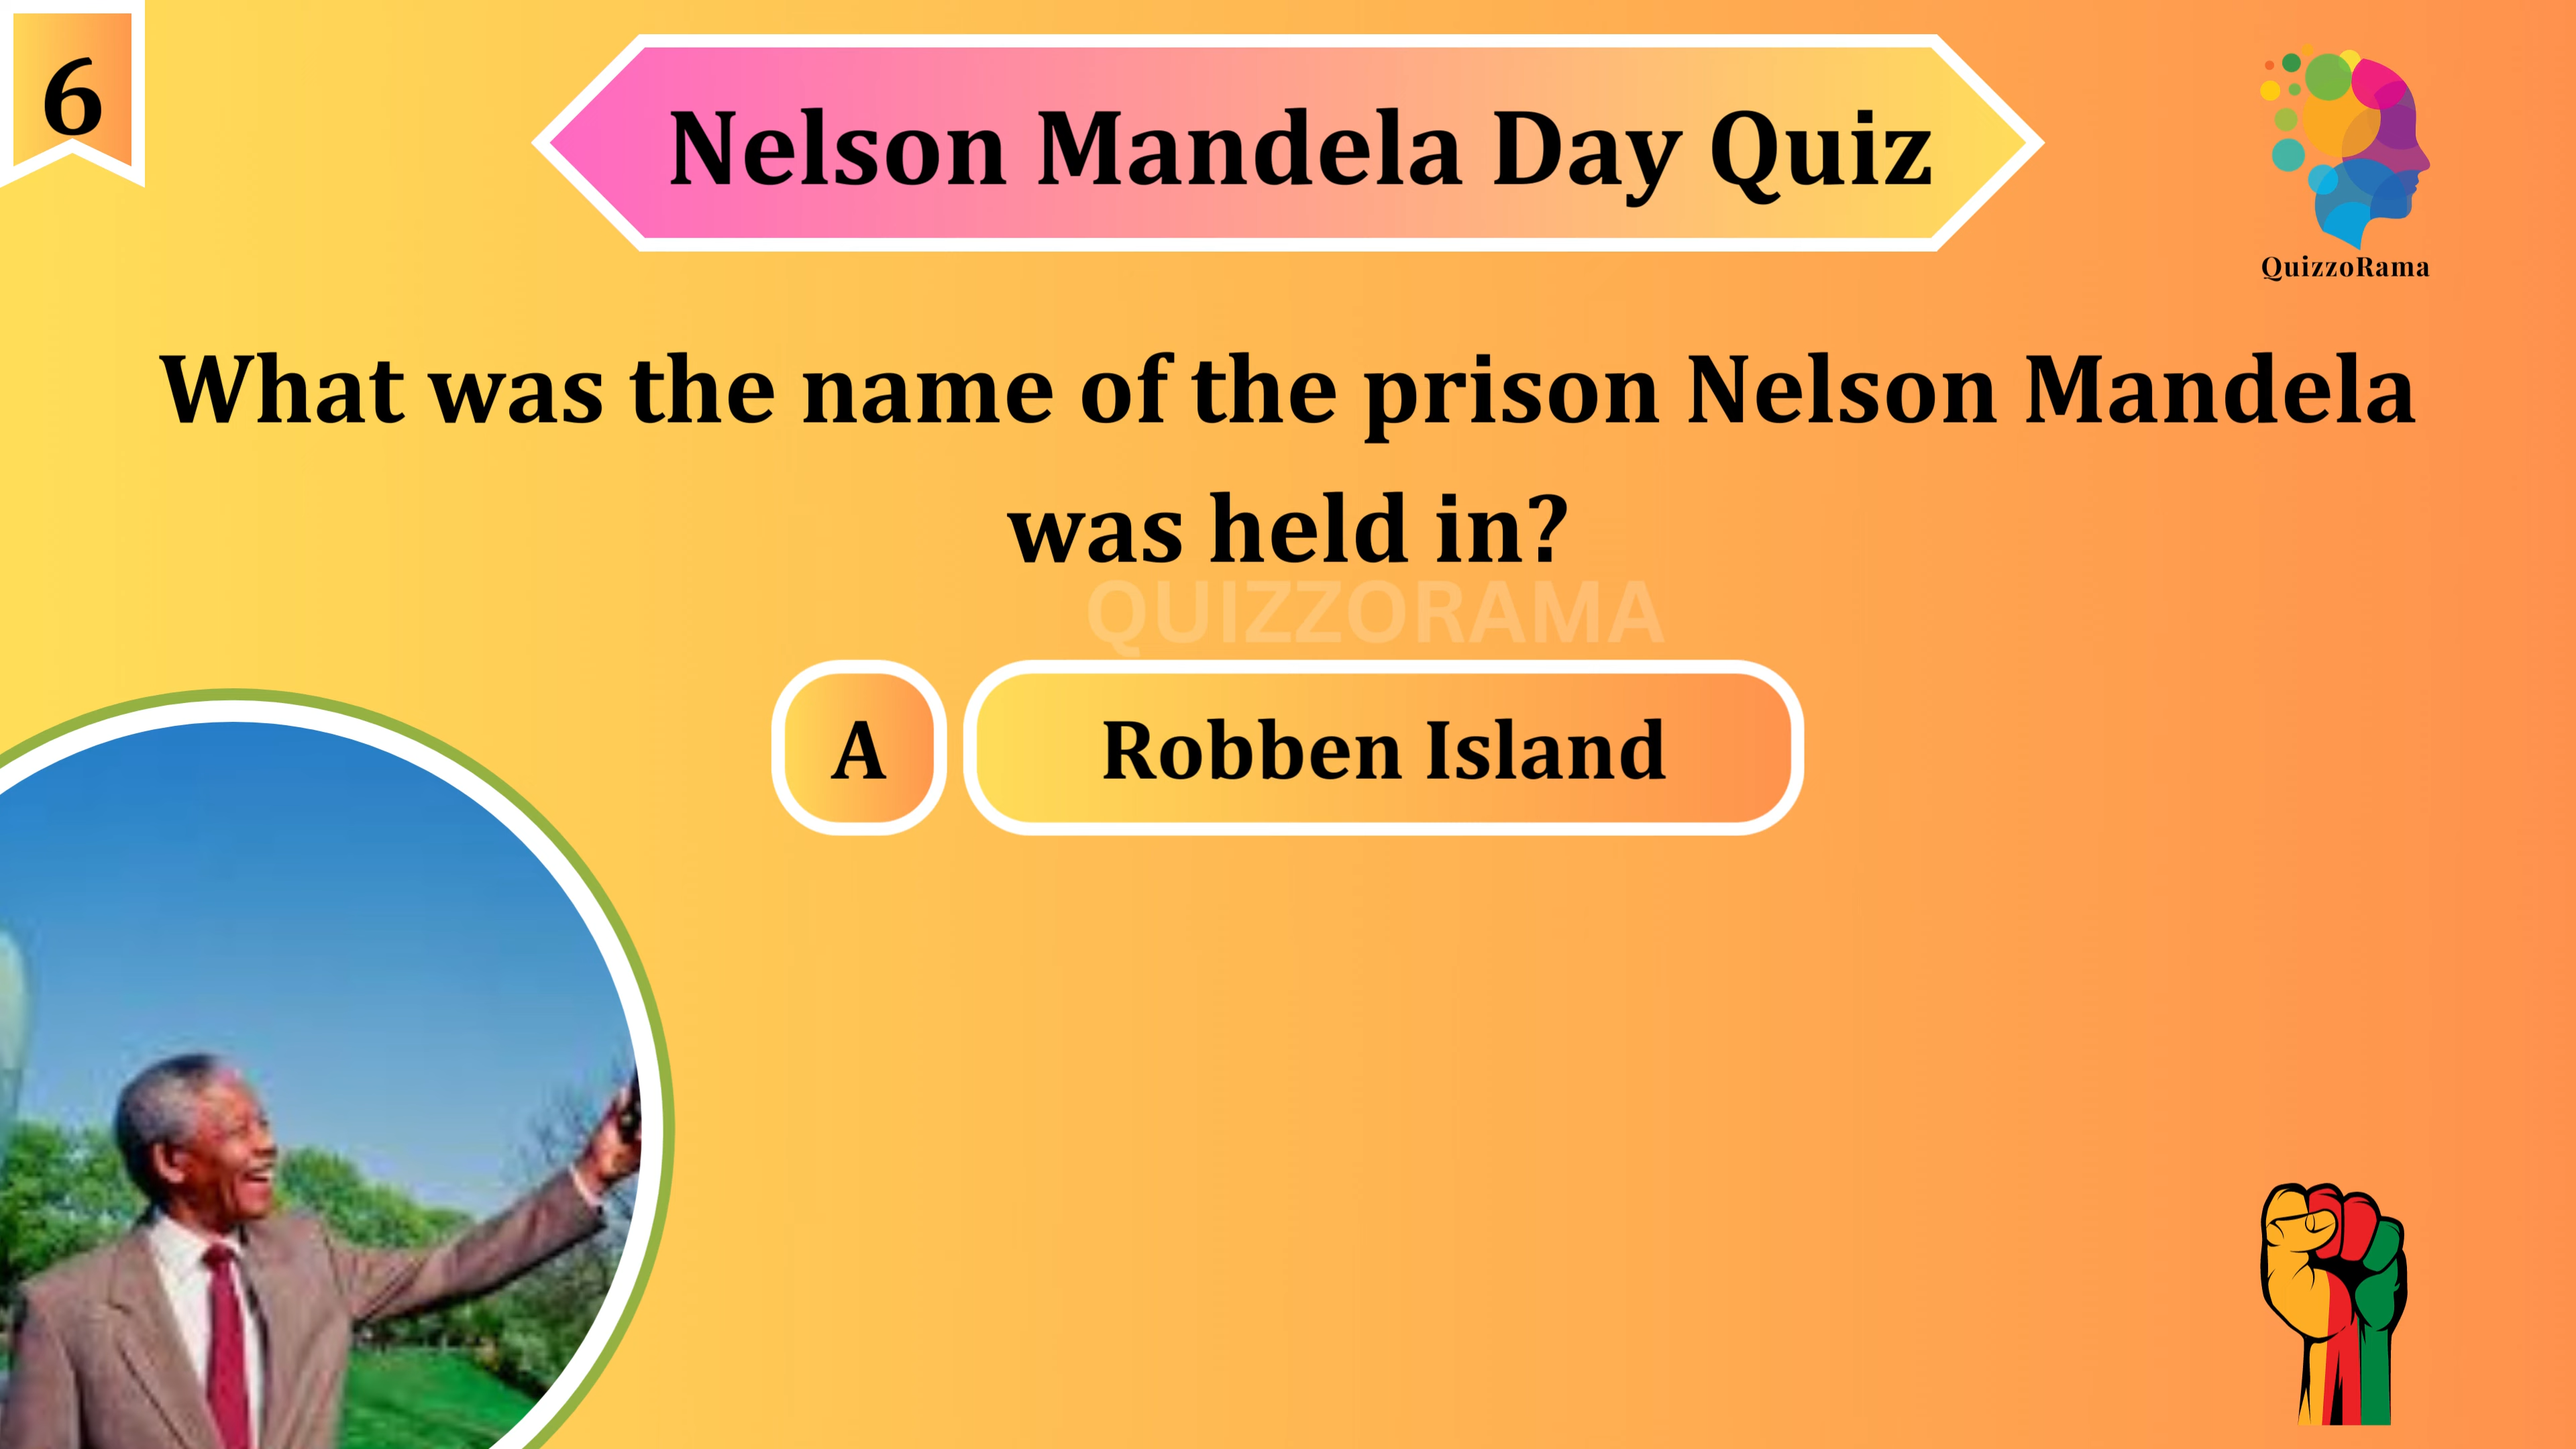 6
Nelson Mandela Day Quiz
QuizzoRama
What was the name of the prison Nelson Mandela
was held in?
QUIZZORAMA
A Robben Island